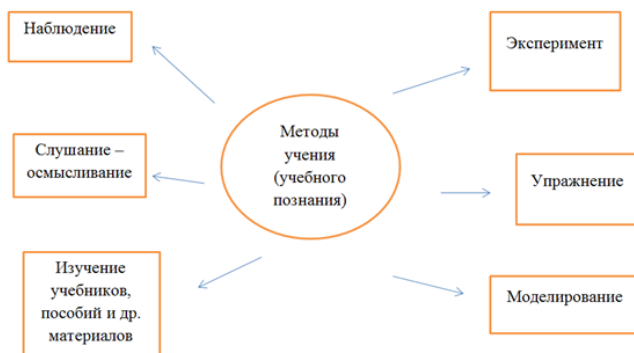 Наблюдение
Эксперимент
Методы
учения
(учебного
познания)
Слушание –
осмысливание
Упражнение
Изучение
учебников,
пособий и др.
материалов
Моделирование